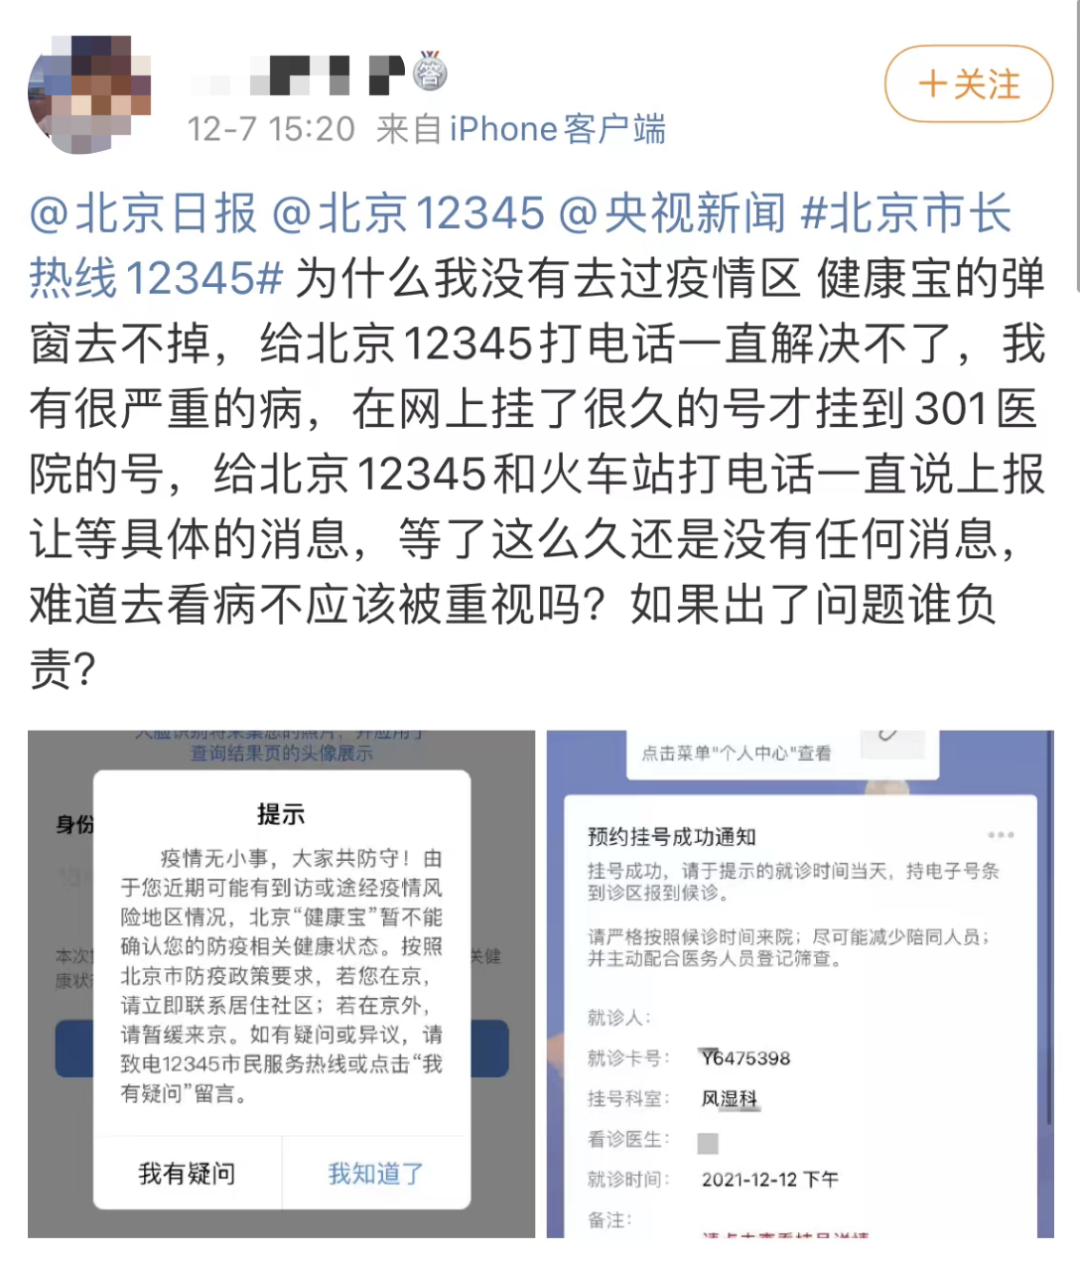 答
+关注
12-7 15:20 来自 iPhone客户端
@北京日报 @北京12345 @央视新闻 #北京市长
热线12345# 为什么我没有去过疫情区 健康宝的弹
窗去不掉，给北京12345打电话一直解决不了，我
有很严重的病，在网上挂了很久的号才挂到301医
院的号，给北京12345和火车站打电话一直说上报
让等具体的消息，等了这么久还是没有任何消息，
难道去看病不应该被重视吗？如果出了问题谁负
责？
人脸识别将采集您的照片，并应用于
查询结果页的头像展示
身份
本次
关健
康状
提示
疫情无小事，大家共防守！由
于您近期可能有到访或途经疫情风
险地区情况，北京“健康宝”暂不能
确认您的防疫相关健康状态。按照
北京市防疫政策要求，若您在京，
请立即联系居住社区；若在京外，
请暂缓来京。如有疑问或异议，请
致电12345市民服务热线或点击“我
有疑问”留言。
我有疑问
我知道了
点击菜单"个人中心"查看
预约挂号成功通知
挂号成功，请于提示的就诊时间当天，持电子号条
到诊区报到候诊。
请严格按照候诊时间来院；尽可能减少陪同人员；
并主动配合医务人员登记筛查。
就诊人：
就诊卡号： Y6475398
挂号科室： 风湿科
看诊医生：
就诊时间： 2021-12-12 下午
备注：